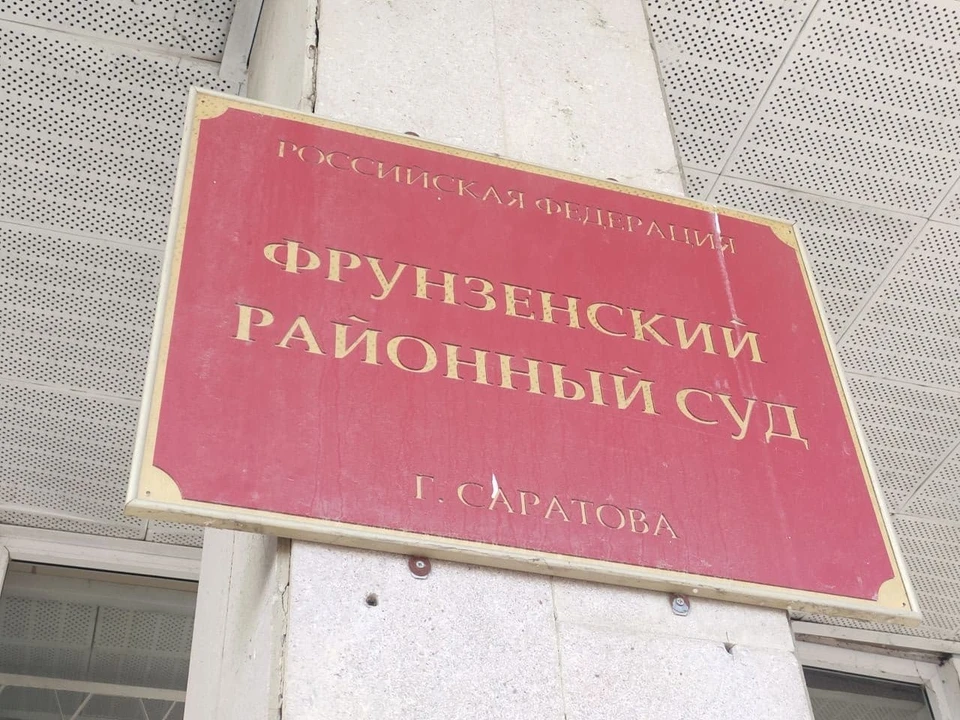 РОССИЙСКАЯ ФЕДЕРАЦИЯ
ФРУНЗЕНСКИЙ
РАЙОННЫЙ СУД
Г. САРАТОВА